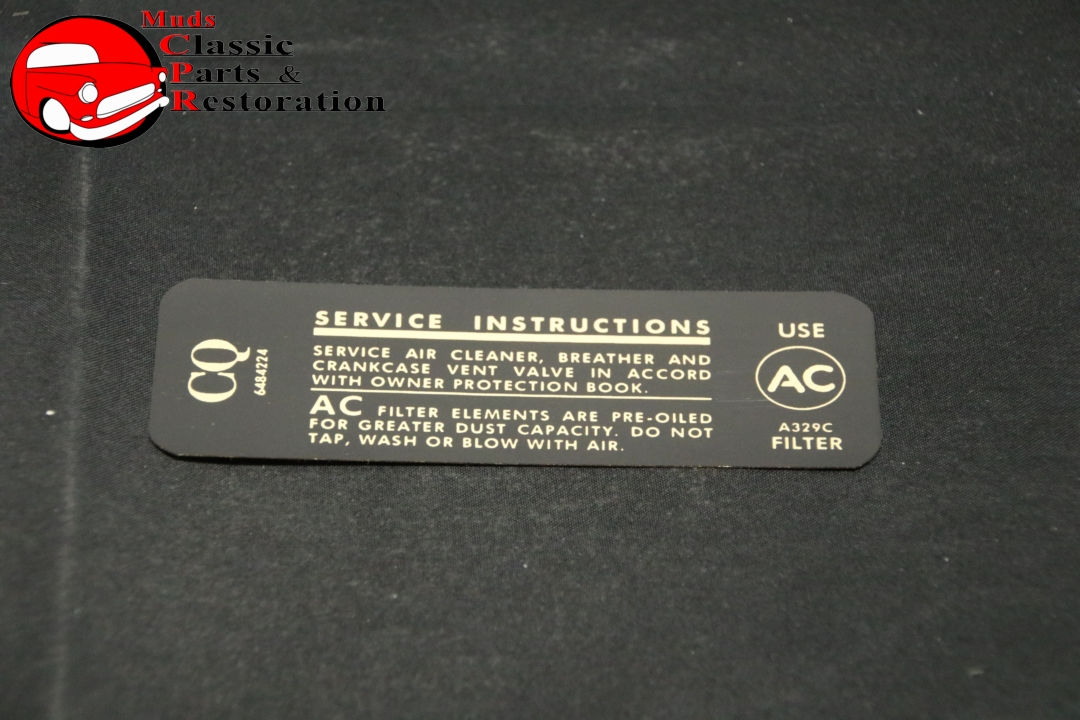 Muds
Classic
Parts &
Restoration
CQ
6484224
SERVICE INSTRUCTIONS
SERVICE AIR CLEANER, BREATHER AND
CRANKCASE VENT VALVE IN ACCORD
WITH OWNER PROTECTION BOOK.
AC FILTER ELEMENTS ARE PRE-OILED
FOR GREATER DUST CAPACITY. DO NOT
TAP, WASH OR BLOW WITH AIR.
USE
AC
A329C
FILTER